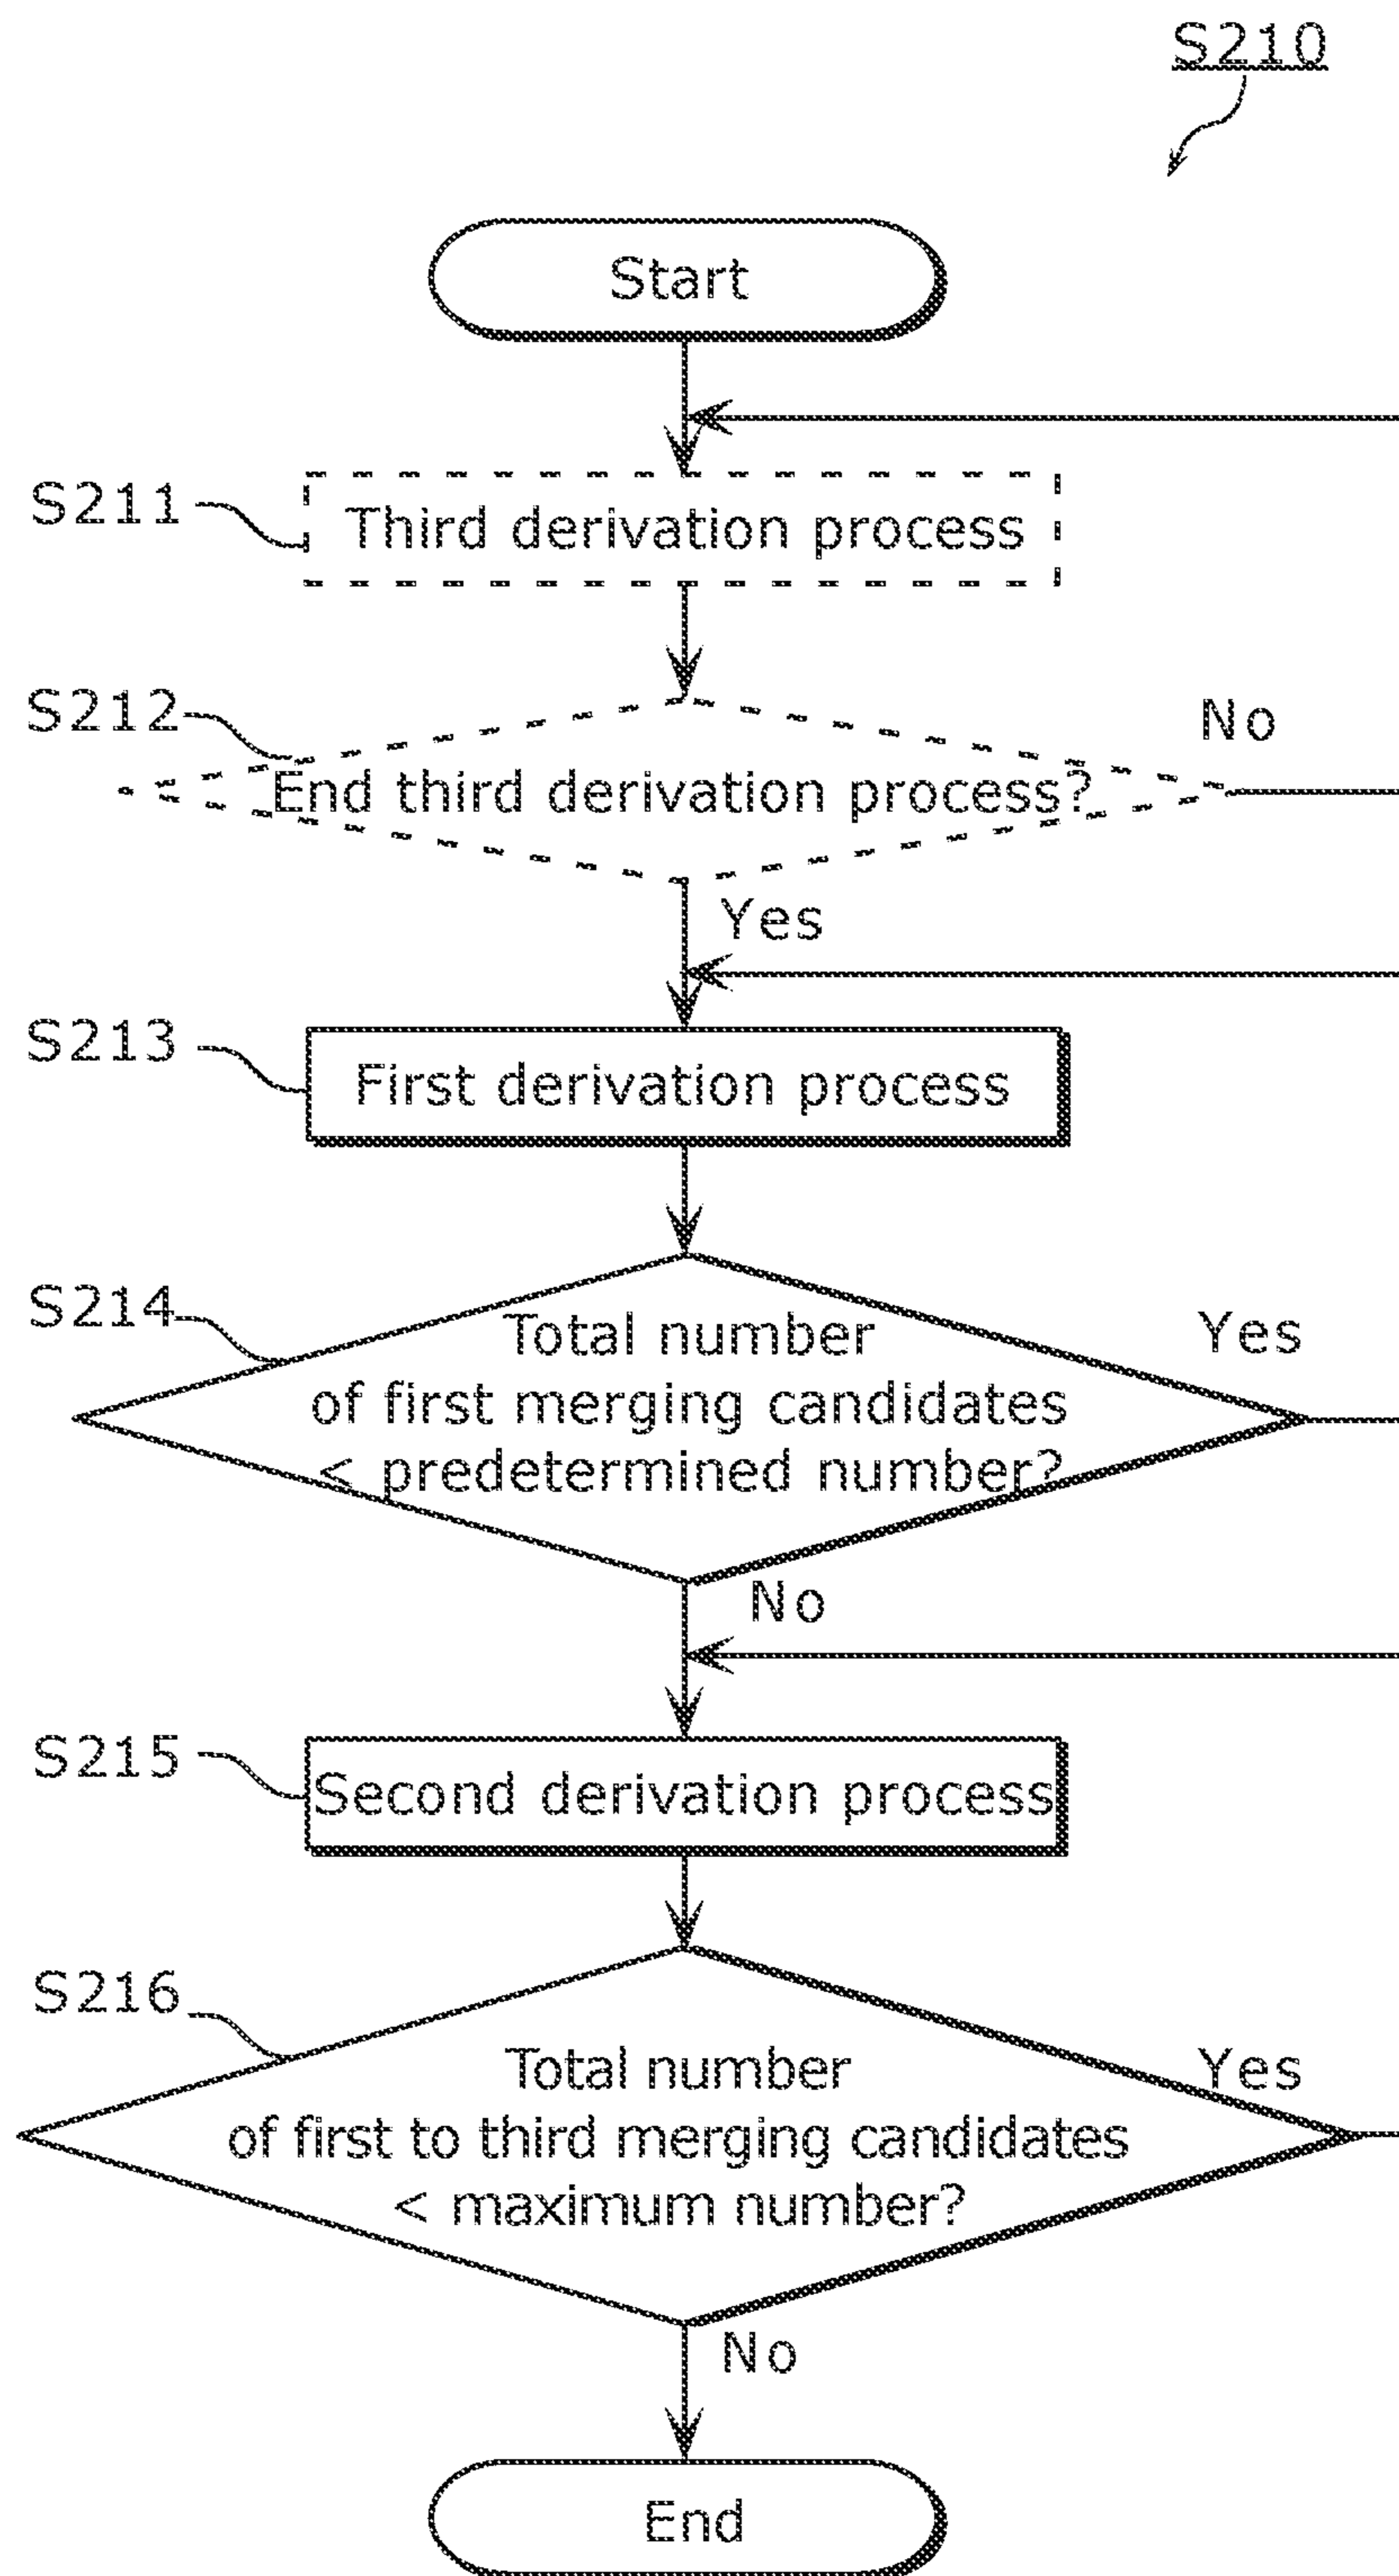 S210
Start
S211
Third derivation process
S212
No
End third derivation process?
Yes
S213
First derivation process
S214
Total number
Yes
of first merging candidates
< predetermined number?
No
S215
Second derivation process
S216
Total number
Yes
of first to third merging candidates
< maximum number?
No
End